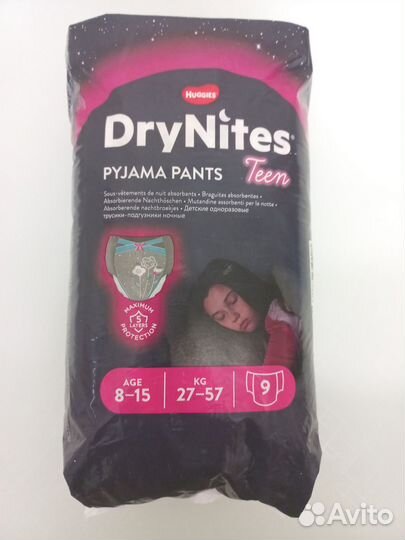 HUGGIES
DryNites®
PYJAMA PANTS Teen
Sous-vêtements de nuit absorbants • Braguitas absorbentes •
Absorbierende Nachthöschen • Mutandine assorbenti per la notte •
Absorberende nachtbroekjes • Детские одноразовые
трусики-подгузники ночные
MAXIMUM
5
LAYERS
PROTECTION
AGE
8–15
KG
27–57
9
Avito